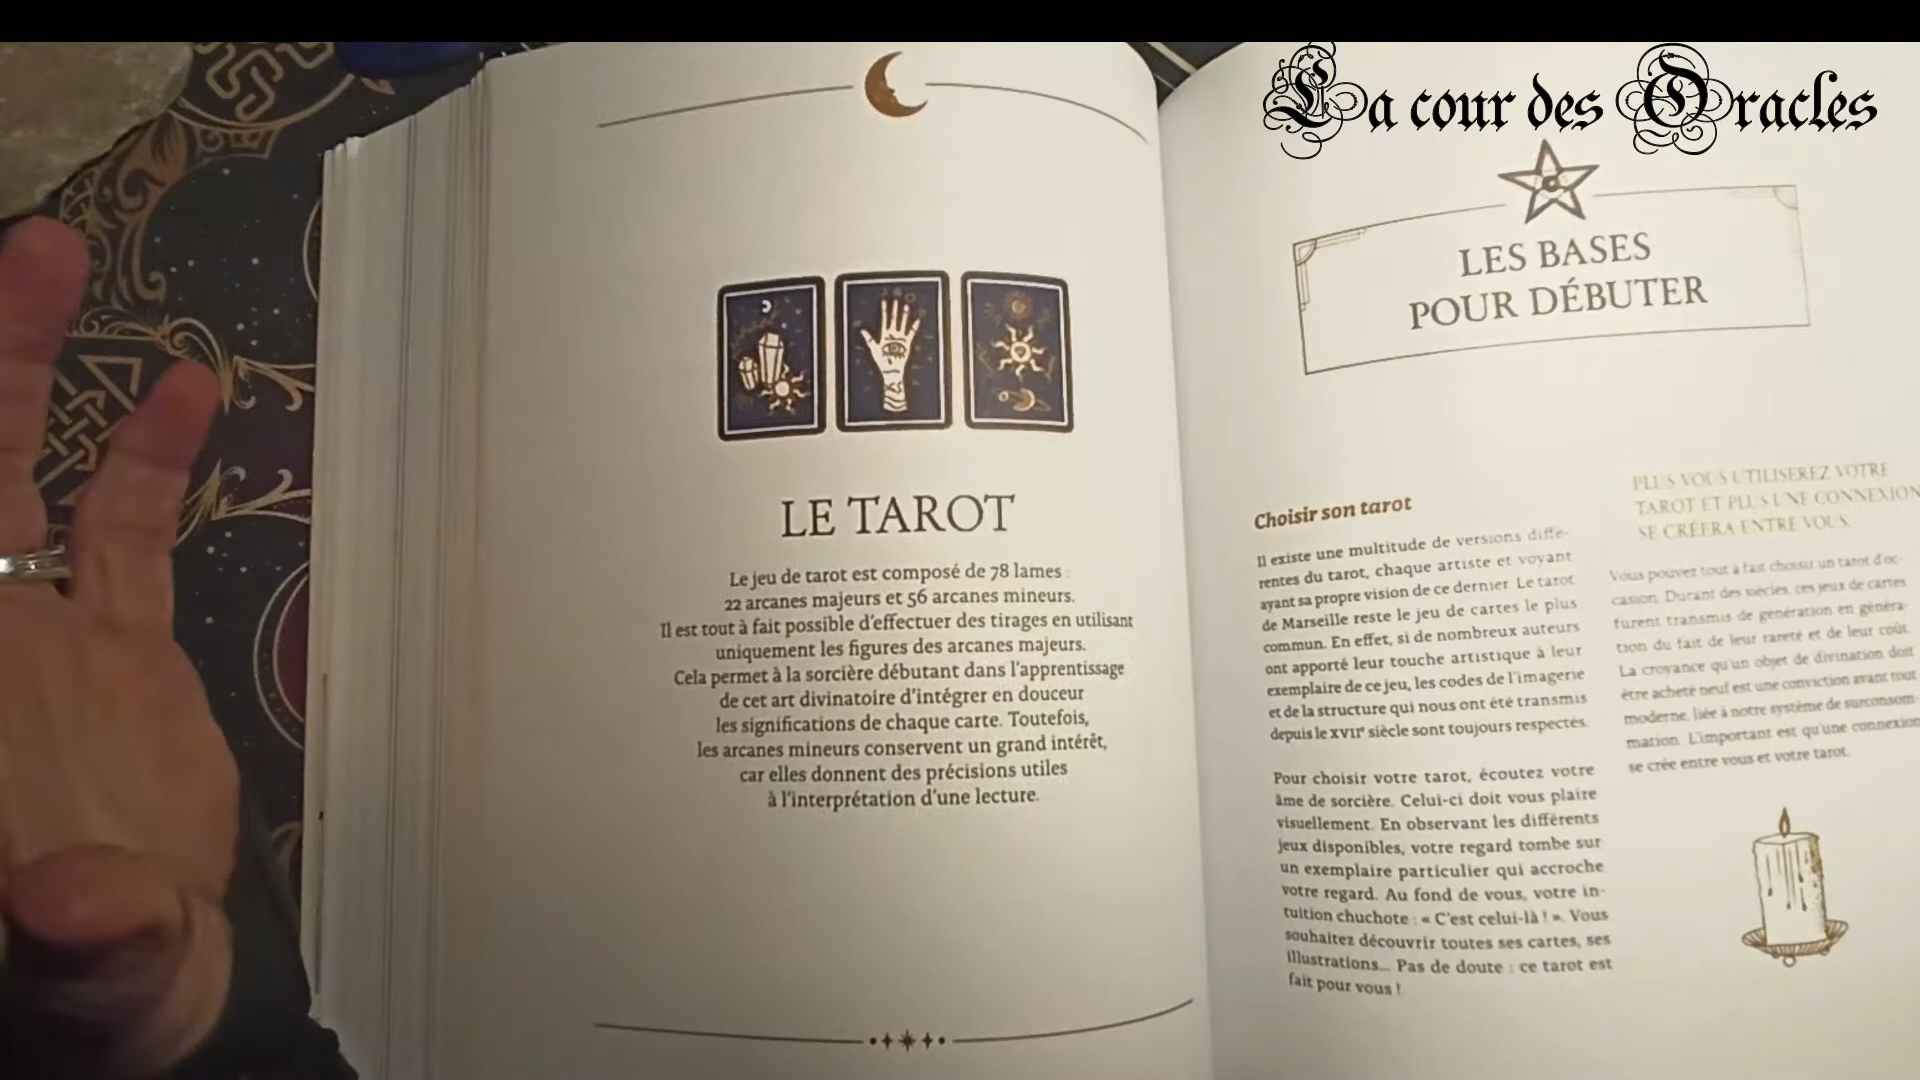 La cour des Oracles
LE TAROT
Le jeu de tarot est composé de 78 lames :
22 arcanes majeurs et 56 arcanes mineurs.
Il est tout à fait possible d'effectuer des tirages en utilisant
uniquement les figures des arcanes majeurs.
Cela permet à la sorcière débutant dans l'apprentissage
de cet art divinatoire d'intégrer en douceur
les significations de chaque carte. Toutefois,
les arcanes mineurs conservent un grand intérêt,
car elles donnent des précisions utiles
à l'interprétation d'une lecture.
LES BASES
POUR DÉBUTER
Choisir son tarot
Il existe une multitude de versions diffé-
rentes du tarot, chaque artiste et voyant
ayant sa propre vision de ce dernier. Le tarot
de Marseille reste le jeu de cartes le plus
commun. En effet, si de nombreux auteurs
ont apporté leur touche artistique à leur
exemplaire de ce jeu, les codes de l'imagerie
et de la structure qui nous ont été transmis
depuis le XVIIe siècle sont toujours respectés.
Pour choisir votre tarot, écoutez votre
âme de sorcière. Celui-ci doit vous plaire
visuellement. En observant les différents
jeux disponibles, votre regard tombe sur
un exemplaire particulier qui accroche
votre regard. Au fond de vous, votre in-
tuition chuchote : « C'est celui-là ! ». Vous
souhaitez découvrir toutes ses cartes, ses
illustrations... Pas de doute : ce tarot est
fait pour vous !
PLUS VOUS UTILISEREZ VOTRE
TAROT ET PLUS UNE CONNEXION
SE CRÉERA ENTRE VOUS.
Vous pouvez tout à fait choisir un tarot d'oc-
casion. Durant des siècles, ces jeux de cartes
furent transmis de génération en généra-
tion du fait de leur rareté et de leur coût.
La croyance qu'un objet de divination doit
être acheté neuf est une conviction avant tout
moderne, liée à notre système de surconsom-
mation. L'important est qu'une connexion
se crée entre vous et votre tarot.